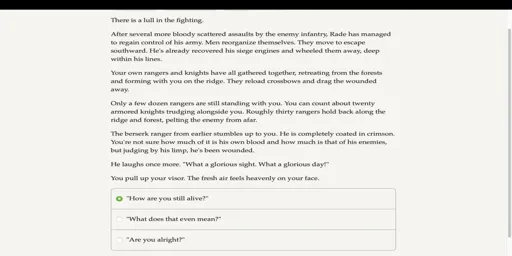 There is a lull in the fighting.
After several more bloody scattered assaults by the enemy infantry, Rade has managed
to regain control of his army. Men reorganize themselves. They move to escape
southward. He's already recovered his siege engines and wheeled them away, deep
within his lines.
Your own rangers and knights have all gathered together, retreating from the forests
and forming with you on the ridge. They reload crossbows and drag the wounded
away.
Only a few dozen rangers are still standing with you. You can count about twenty
armored knights trudging alongside you. Roughly thirty rangers hold back along the
ridge and forest, pelting the enemy from afar.
The berserk ranger from earlier stumbles up to you. He is completely coated in crimson.
You're not sure how much of it is his own blood and how much is that of his enemies,
but judging by his limp, he's been wounded.
He laughs once more. "What a glorious sight. What a glorious day!"
You pull up your visor. The fresh air feels heavenly on your face.
"How are you still alive?"
"What does that even mean?"
"Are you alright?"